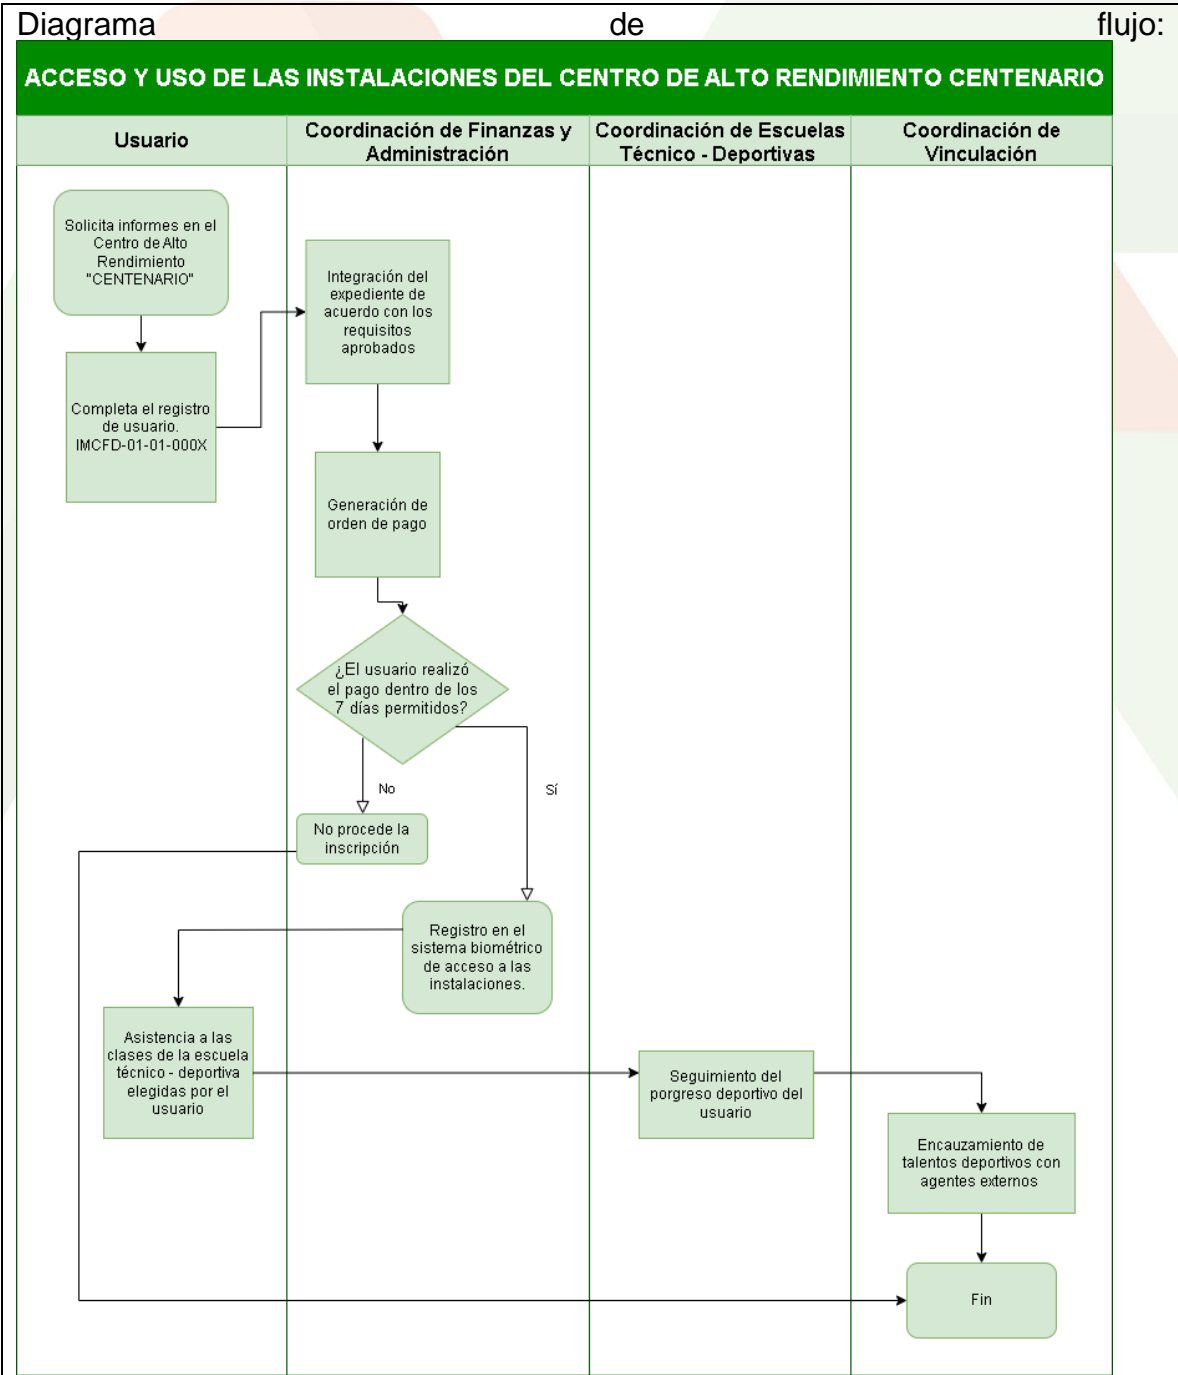 Diagrama de flujo:
ACCESO Y USO DE LAS INSTALACIONES DEL CENTRO DE ALTO RENDIMIENTO CENTENARIO
Usuario
Coordinación de Finanzas y
Administración
Coordinación de Escuelas
Técnico - Deportivas
Coordinación de
Vinculación
Solicita informes en el
Centro de Alto
Rendimiento
"CENTENARIO"
Completa el registro
de usuario.
IMCFD-01-01-000X
Integración del
expediente de
acuerdo con los
requisitos
aprobados
Generación de
orden de pago
¿El usuario realizó
el pago dentro de los
7 días permitidos?
No
Sí
No procede la
inscripción
Registro en el
sistema biométrico
de acceso a las
instalaciones.
Asistencia a las
clases de la escuela
técnico - deportiva
elegidas por el
usuario
Seguimiento del
porgreso deportivo del
usuario
Encauzamiento de
talentos deportivos con
agentes externos
Fin